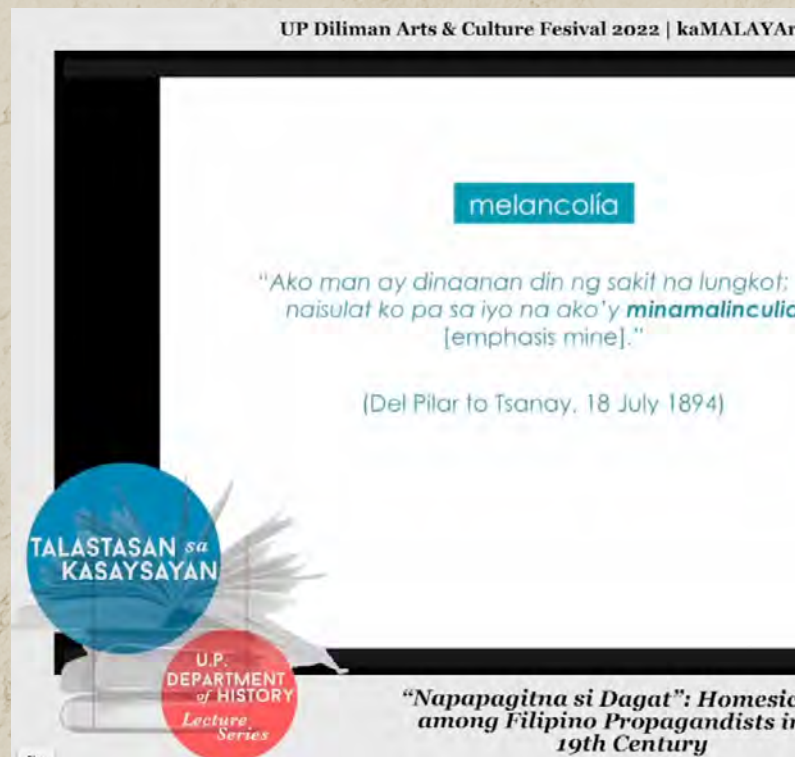 UP Diliman Arts & Culture Fesival 2022 | kaMALAYAn
melancolía
"Ako man ay dinaanan din ng sakit na lungkot;
naisulat ko pa sa iyo na ako'y minamalinculia
[emphasis mine]."
(Del Pilar to Tsanay, 18 July 1894)
TALASTASAN sa
KASAYSAYAN
U.P.
DEPARTMENT
of HISTORY
Lecture
Series
"Napapagitna si Dagat": Homesic
among Filipino Propagandists in
19th Century